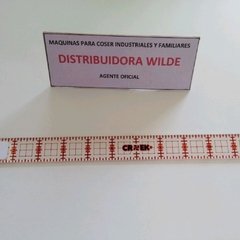 MAQUINAS PARA COSER INDUSTRIALES Y FAMILIARES
DISTRIBUIDORA WILDE
AGENTE OFICIAL